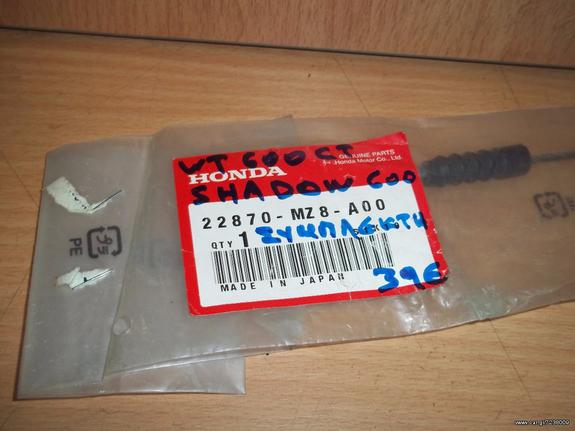 GENUINE PARTS
Honda Motor Co., Ltd.
VT 600 CT
HONDA
SHADOW 600
22870-MZ8-A00
QTY 1
ΣΥΜΠΛΕΚΤΗ
MADE IN JAPAN
39€
PE